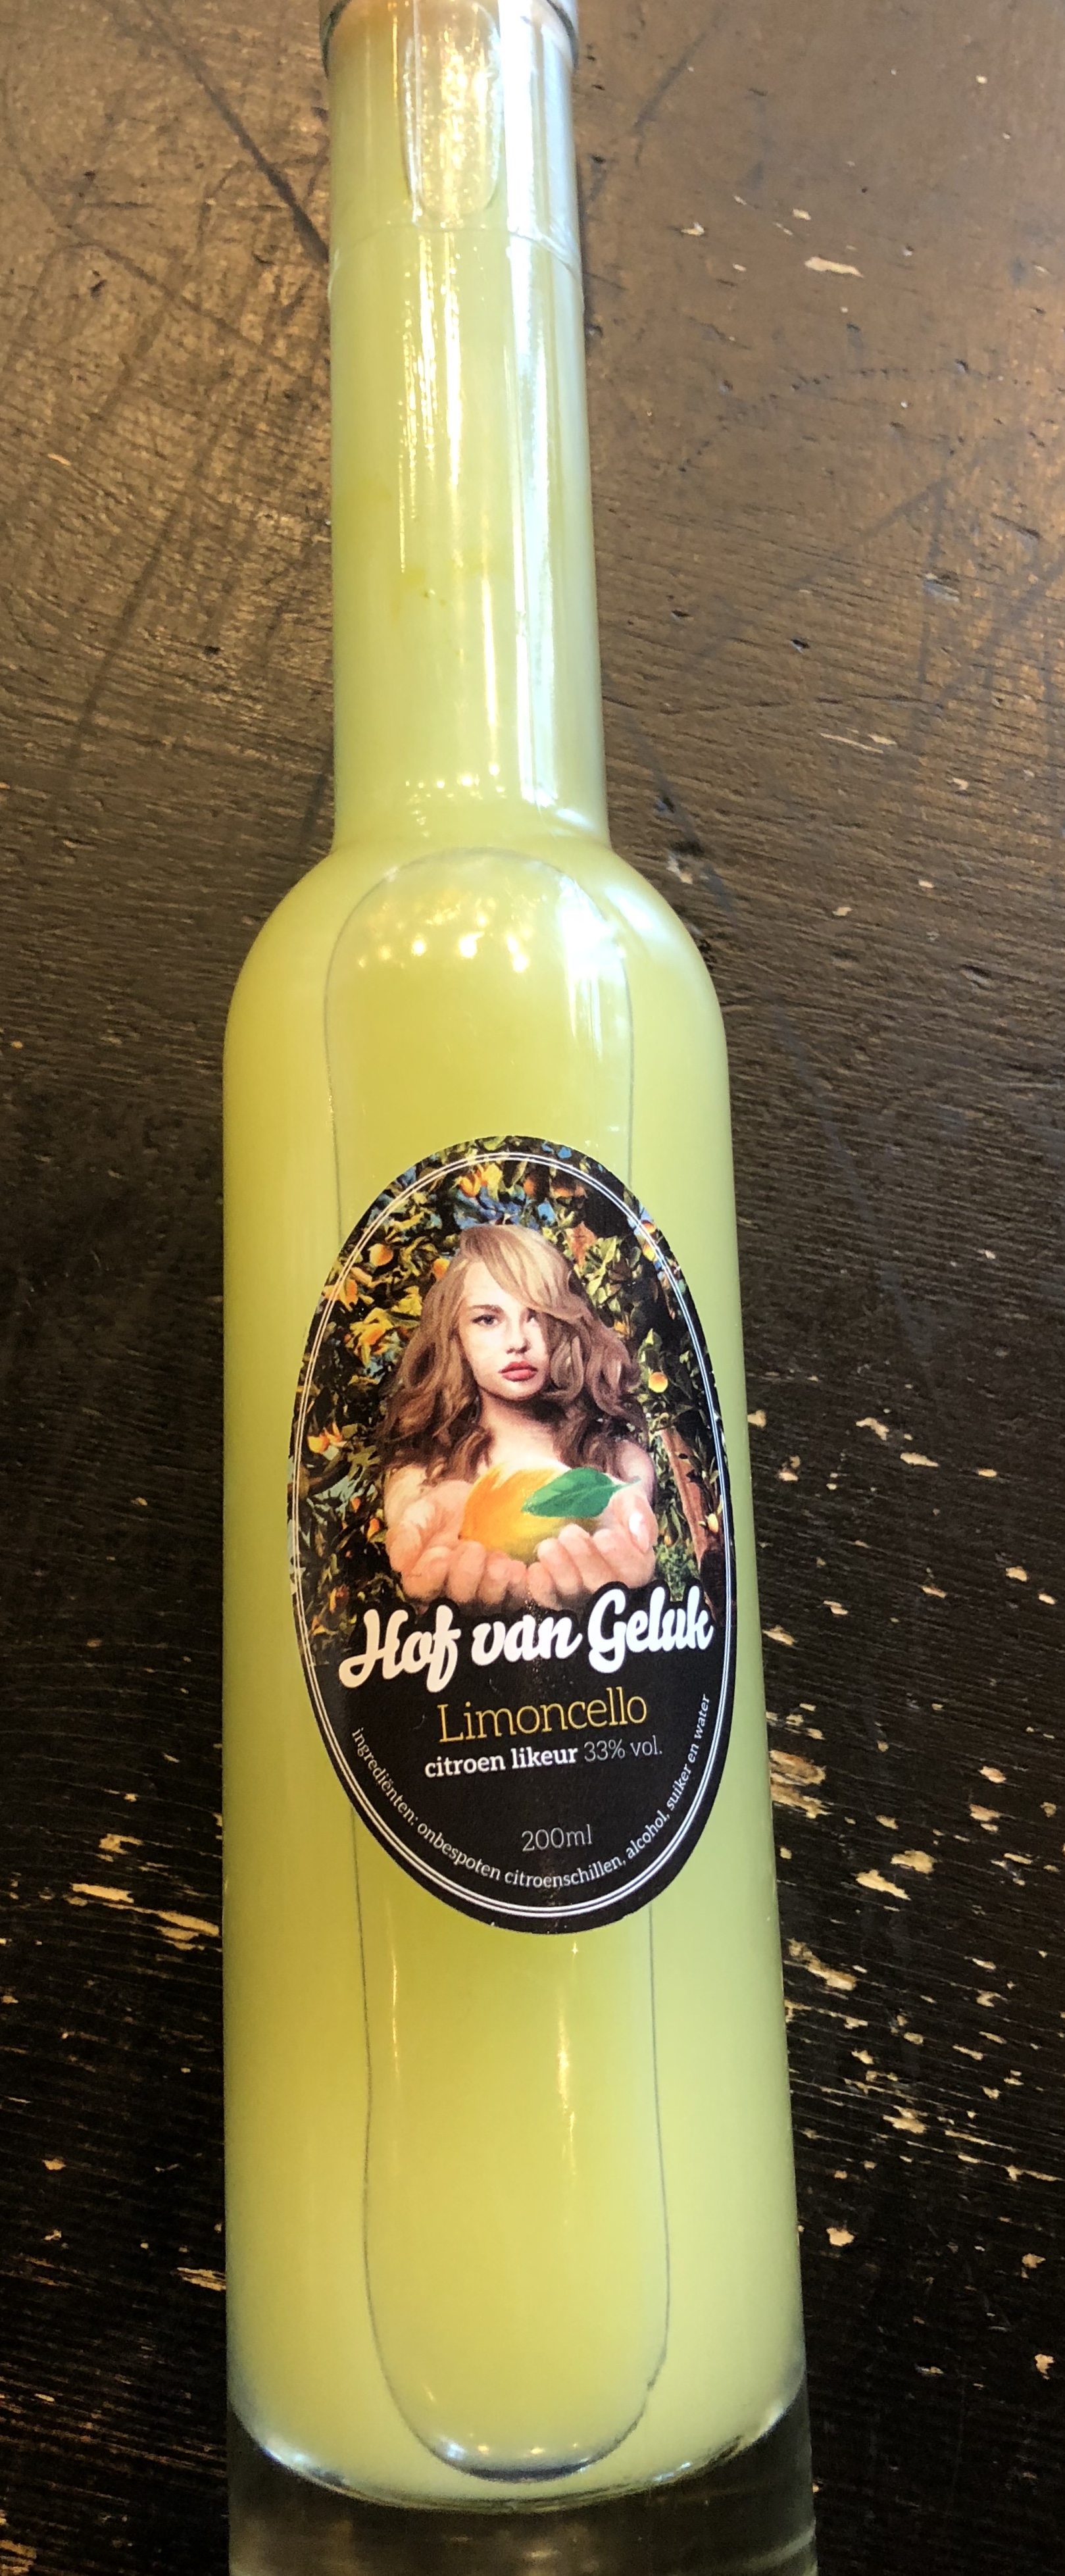 Hof van Geluk
Limoncello
citroen likeur 33% vol.
200ml
ingrediënten: onbespoten citroenschillen, alcohol, suiker en water